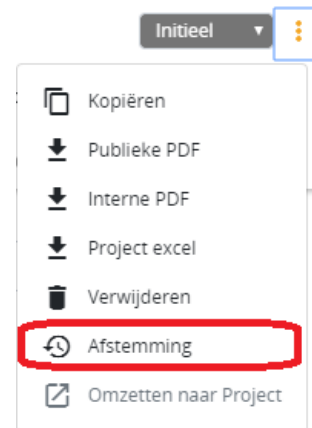 Initieel
Kopiëren
Publieke PDF
Interne PDF
Project excel
Verwijderen
Afstemming
Omzetten naar Project